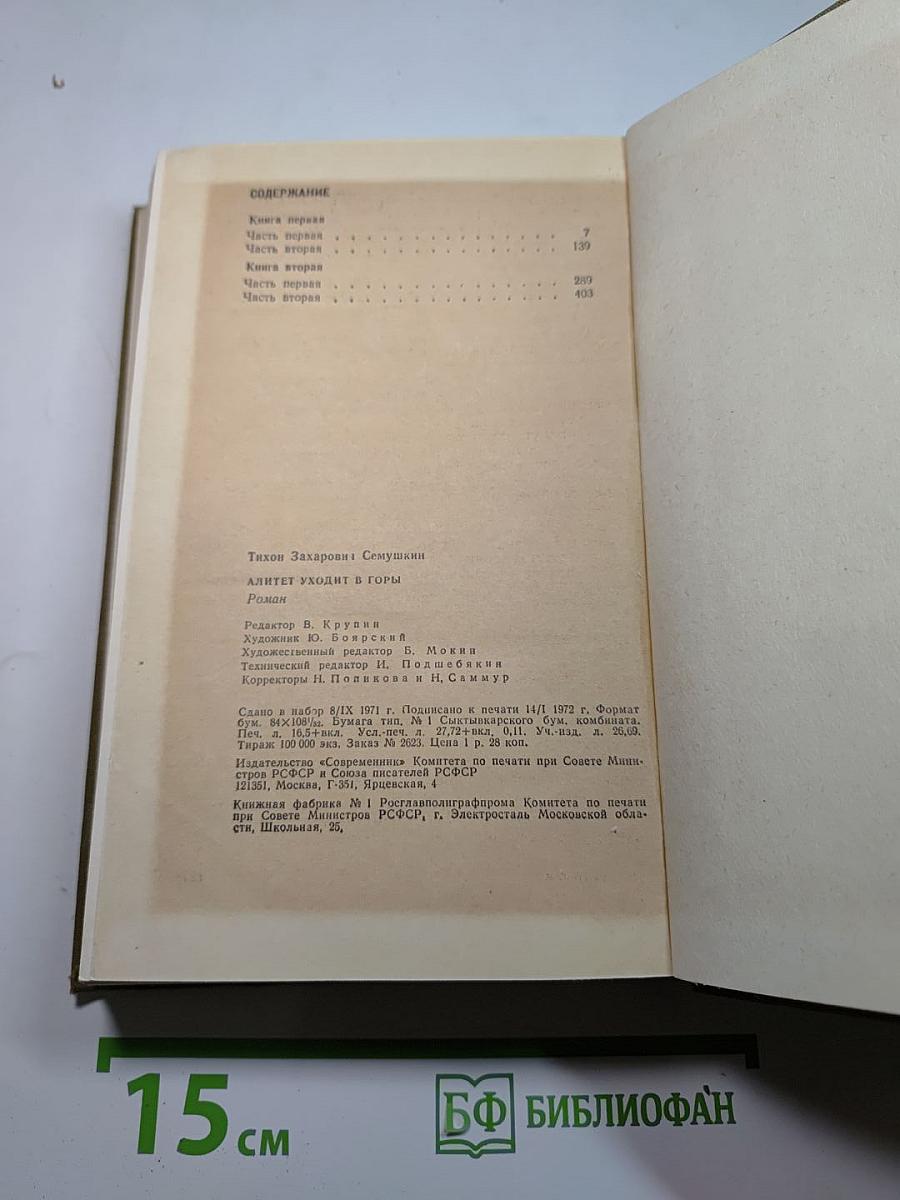 СОДЕРЖАНИЕ
Книга первая
Часть первая . . . . . . . . . . . . . . 7
Часть вторая . . . . . . . . . . . . . . 139
Книга вторая
Часть первая . . . . . . . . . . . . . . 289
Часть вторая . . . . . . . . . . . . . . 403
Тихон Захарович Семушкин
АЛИТЕТ УХОДИТ В ГОРЫ
Роман
Редактор В. Крупин
Художник Ю. Боярский
Художественный редактор Б. Мокин
Технический редактор И. Подшебякин
Корректоры Н. Попикова и Н. Саммур
Сдано в набор 8/IX 1971 г. Подписано к печати 14/I 1972 г. Формат
бум. 84×108¹/₃₂. Бумага тип. № 1 Сыктывкарского бум. комбината.
Печ. л. 16,5+вкл. Усл.-печ. л. 27,72+вкл. 0,11. Уч.-изд. л. 26,69.
Тираж 100 000 экз. Заказ № 2623. Цена 1 р. 28 коп.
Издательство «Современник» Комитета по печати при Совете Мини-
стров РСФСР и Союза писателей РСФСР
121351, Москва, Г-351, Ярцевская, 4
Книжная фабрика № 1 Росглавполиграфпрома Комитета по печати
при Совете Министров РСФСР, г. Электросталь Московской обла-
сти, Школьная, 25.
15 см
БФ БИБЛИОФАН